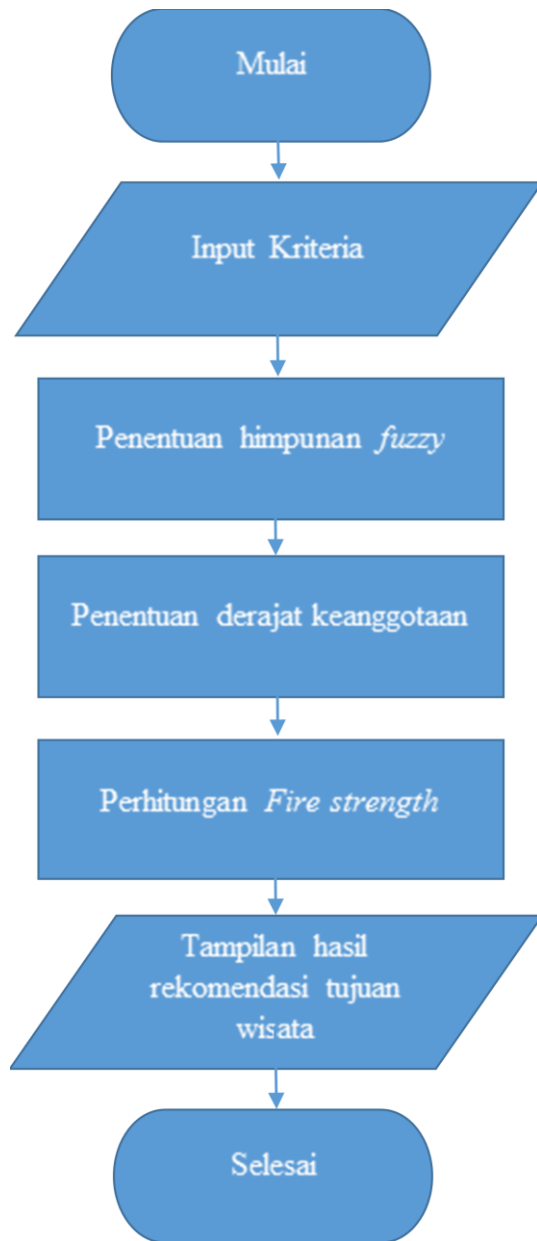 Mulai
Input Kriteria
Penentuan himpunan fuzzy
Penentuan derajat keanggotaan
Perhitungan Fire strength
Tampilan hasil
rekomendasi tujuan
wisata
Selesai